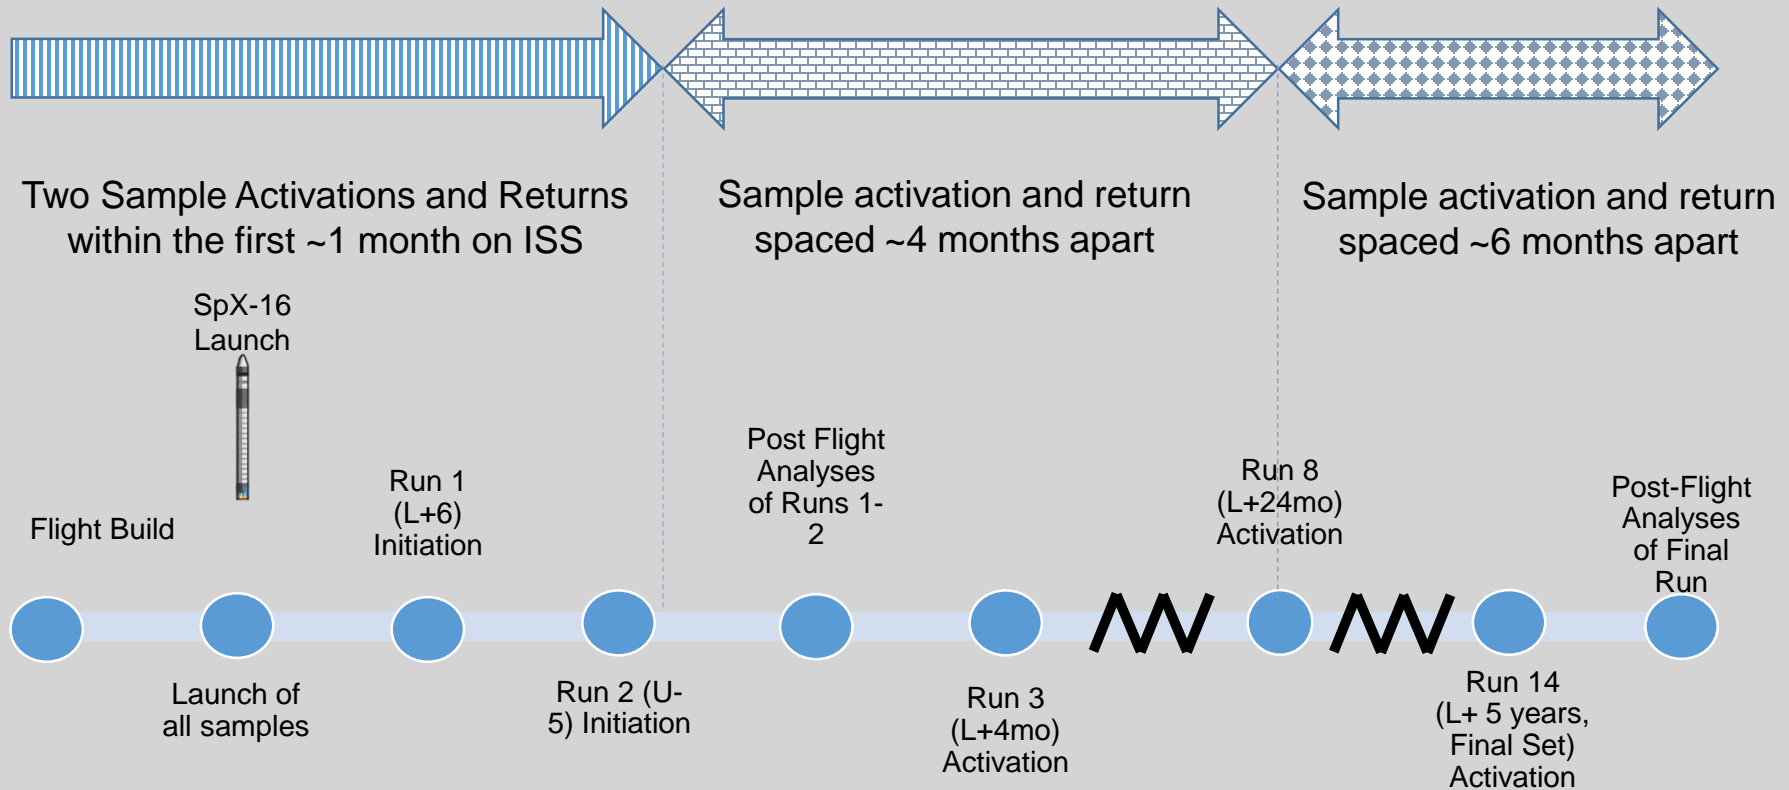 Two Sample Activations and Returns
within the first ~1 month on ISS
Sample activation and return
spaced ~4 months apart
Sample activation and return
spaced ~6 months apart
SpX-16
Launch
Flight Build
Run 1
(L+6)
Initiation
Post Flight
Analyses
of Runs 1-
2
Run 8
(L+24mo)
Activation
Post-Flight
Analyses
of Final
Run
Launch of
all samples
Run 2 (U-
5) Initiation
Run 3
(L+4mo)
Activation
Run 14
(L+ 5 years,
Final Set)
Activation